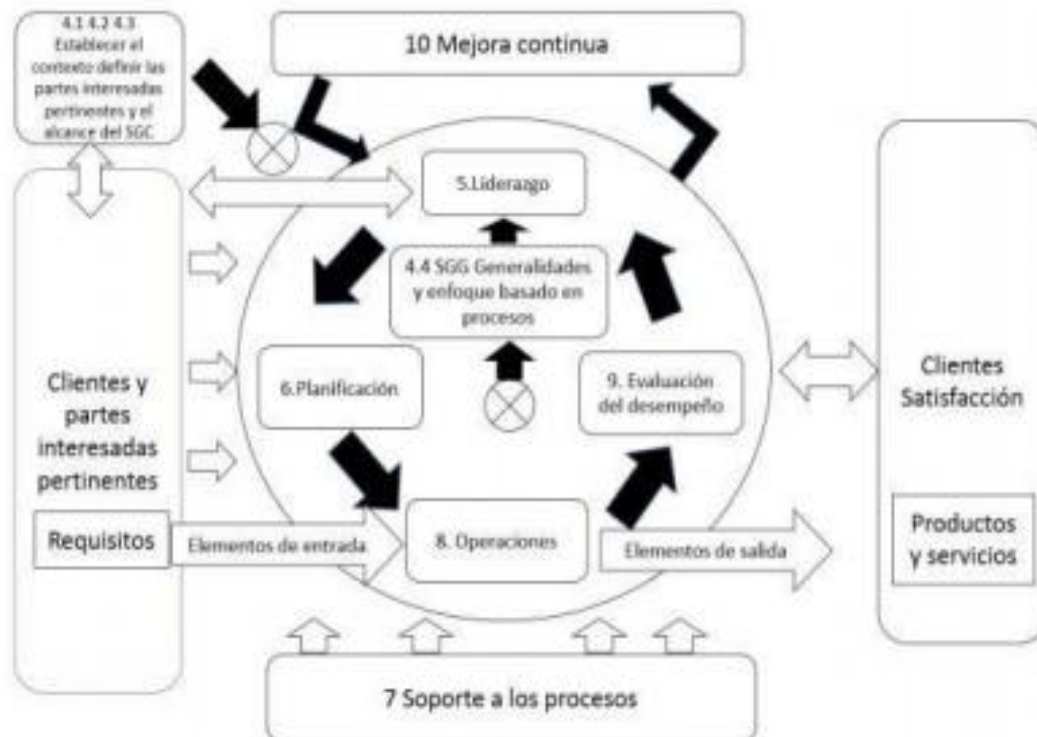 4.1 4.2 4.3
Establecer el
contexto definir las
partes interesadas
pertinentes y el
alcance del SGC
10 Mejora continua
5.Liderazgo
4.4 SGG Generalidades
y enfoque basado en
procesos
6.Planificación
9. Evaluación
del desempeño
Clientes y
partes
interesadas
pertinentes
Requisitos
Elementos de entrada
8. Operaciones
Elementos de salida
Clientes
Satisfacción
Productos
y servicios
7 Soporte a los procesos